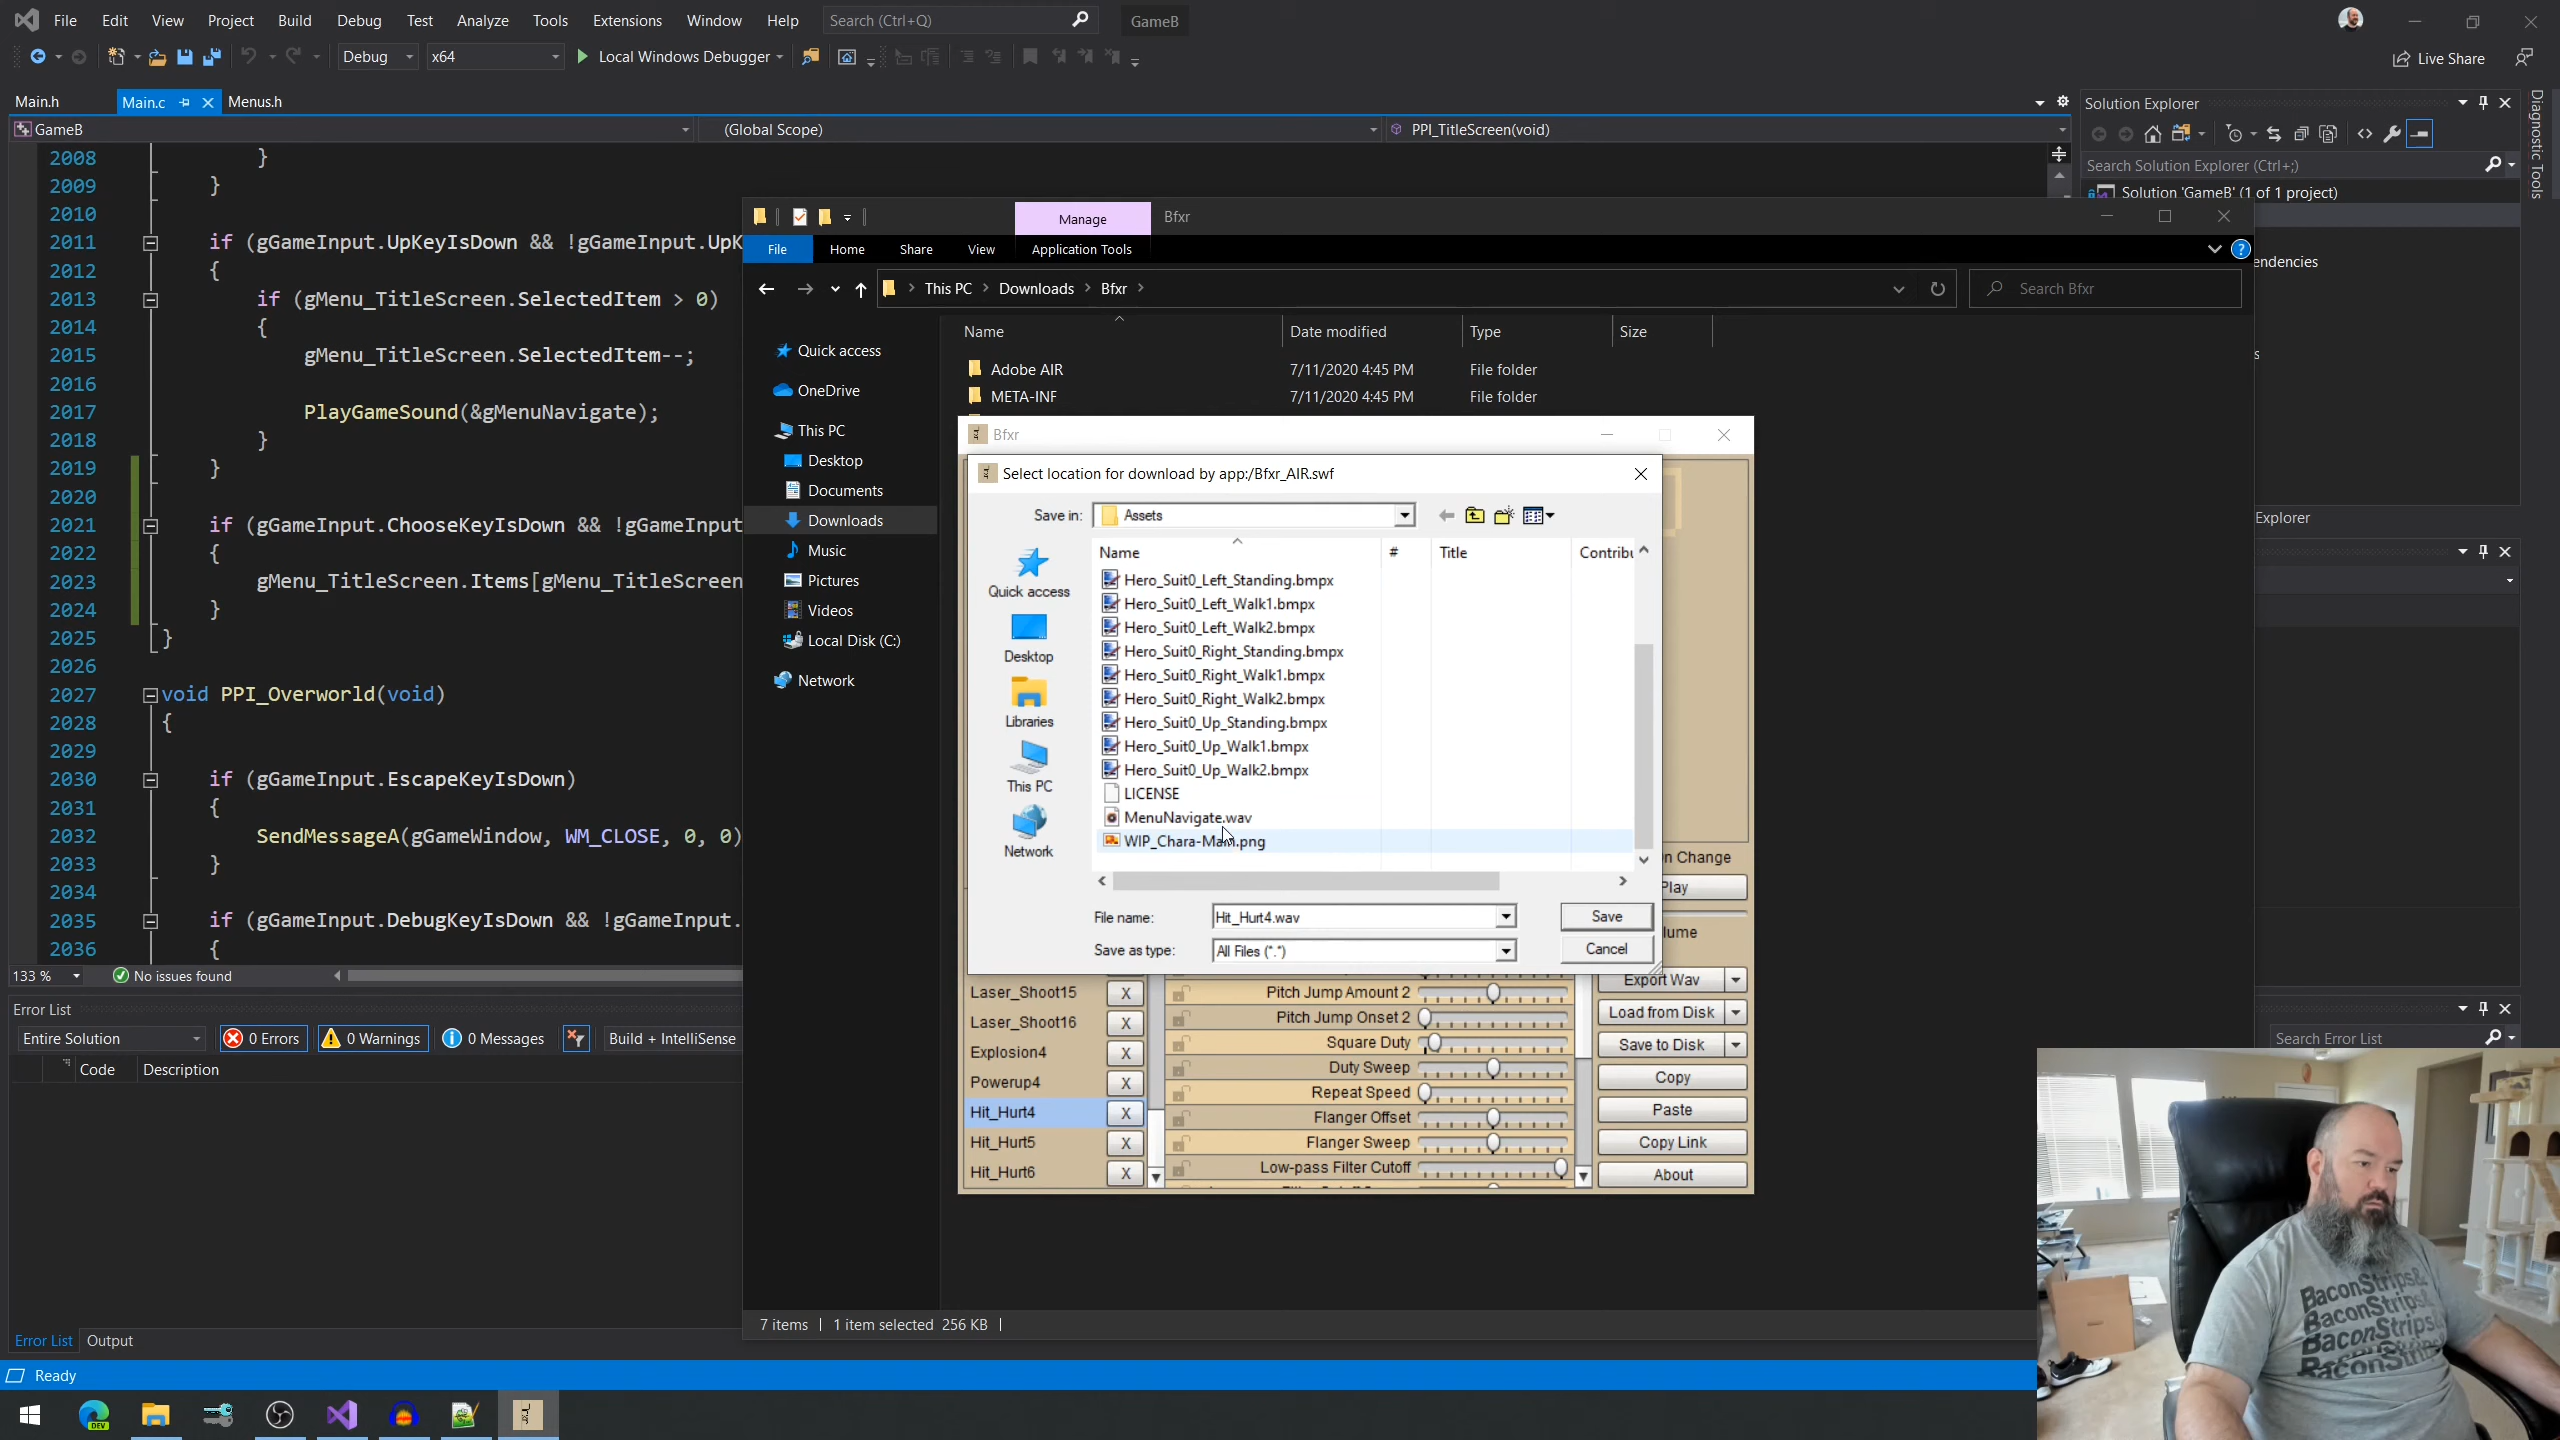 File Edit View Project Build Debug Test Analyze Tools Extensions Window Help Search (Ctrl+Q) GameB
Debug x64 Local Windows Debugger Live Share
Main.h Main.c Menus.h
GameB (Global Scope) PPI_TitleScreen(void)
2008 }
2009 }
2010
2011 if (gGameInput.UpKeyIsDown && !gGameInput.UpK
2012 {
2013 if (gMenu_TitleScreen.SelectedItem > 0)
2014 {
2015 gMenu_TitleScreen.SelectedItem--;
2016
2017 PlayGameSound(&gMenuNavigate);
2018 }
2019 }
2020
2021 if (gGameInput.ChooseKeyIsDown && !gGameInput
2022 {
2023 gMenu_TitleScreen.Items[gMenu_TitleScreen
2024 }
2025 }
2026
2027 void PPI_Overworld(void)
2028 {
2029
2030 if (gGameInput.EscapeKeyIsDown)
2031 {
2032 SendMessageA(gGameWindow, WM_CLOSE, 0, 0)
2033 }
2034
2035 if (gGameInput.DebugKeyIsDown && !gGameInput.
2036 {
133 % No issues found
Error List
Entire Solution 0 Errors 0 Warnings 0 Messages Build + IntelliSense
Code Description
Error List Output
Ready
Manage Bfxr
File Home Share View Application Tools
This PC Downloads Bfxr Search Bfxr
Quick access
OneDrive
This PC
Desktop
Documents
Downloads
Music
Pictures
Videos
Local Disk (C:)
Network
Name Date modified Type Size
Adobe AIR 7/11/2020 4:45 PM File folder
META-INF 7/11/2020 4:45 PM File folder
7 items 1 item selected 256 KB
Bfxr
Select location for download by app:/Bfxr_AIR.swf
Save in: Assets
Quick access
Desktop
Libraries
This PC
Network
Name # Title Contribu
Hero_Suit0_Left_Standing.bmpx
Hero_Suit0_Left_Walk1.bmpx
Hero_Suit0_Left_Walk2.bmpx
Hero_Suit0_Right_Standing.bmpx
Hero_Suit0_Right_Walk1.bmpx
Hero_Suit0_Right_Walk2.bmpx
Hero_Suit0_Up_Standing.bmpx
Hero_Suit0_Up_Walk1.bmpx
Hero_Suit0_Up_Walk2.bmpx
LICENSE
MenuNavigate.wav
WIP_Chara-Main.png
File name: Hit_Hurt4.wav Save
Save as type: All Files (*.*) Cancel
n Change
Play
lume
Laser_Shoot15 X
Laser_Shoot16 X
Explosion4 X
Powerup4 X
Hit_Hurt4 X
Hit_Hurt5 X
Hit_Hurt6 X
Pitch Jump Amount 2
Pitch Jump Onset 2
Square Duty
Duty Sweep
Repeat Speed
Flanger Offset
Flanger Sweep
Low-pass Filter Cutoff
Export Wav
Load from Disk
Save to Disk
Copy
Paste
Copy Link
About
Solution Explorer
Search Solution Explorer (Ctrl+;)
Solution 'GameB' (1 of 1 project)
endencies
s
Explorer
Search Error List
Diagnostic Tools
DEV
BaconStrips&
BaconStrips&
BaconStrips&
BaconStrips